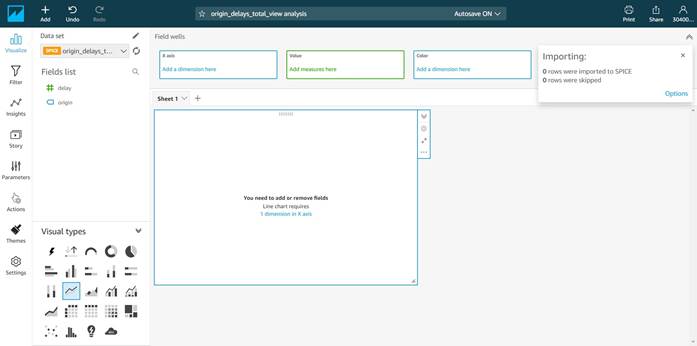 Add
Undo
Redo
origin_delays_total_view analysis
Autosave ON
Print
Share
30400...
Visualize
Filter
Insights
Story
Parameters
Actions
Themes
Settings
Data set
SPICE origin_delays_t...
Fields list
delay
origin
Visual types
Field wells
X axis
Add a dimension here
Value
Add measures here
Color
Add a dimension here
Importing:
0 rows were imported to SPICE
0 rows were skipped
Options
Sheet 1
You need to add or remove fields
Line chart requires
1 dimension in X axis